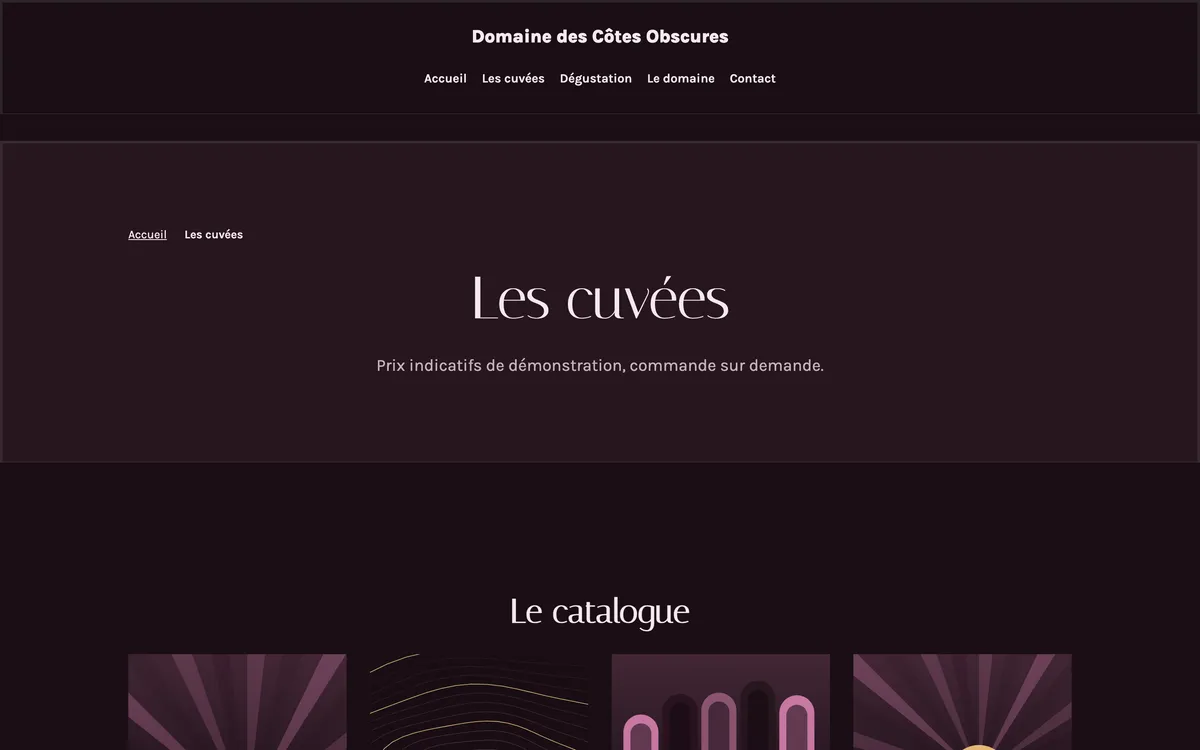 Domaine des Côtes Obscures
Accueil Les cuvées Dégustation Le domaine Contact
Accueil Les cuvées
Les cuvées
Prix indicatifs de démonstration, commande sur demande.
Le catalogue